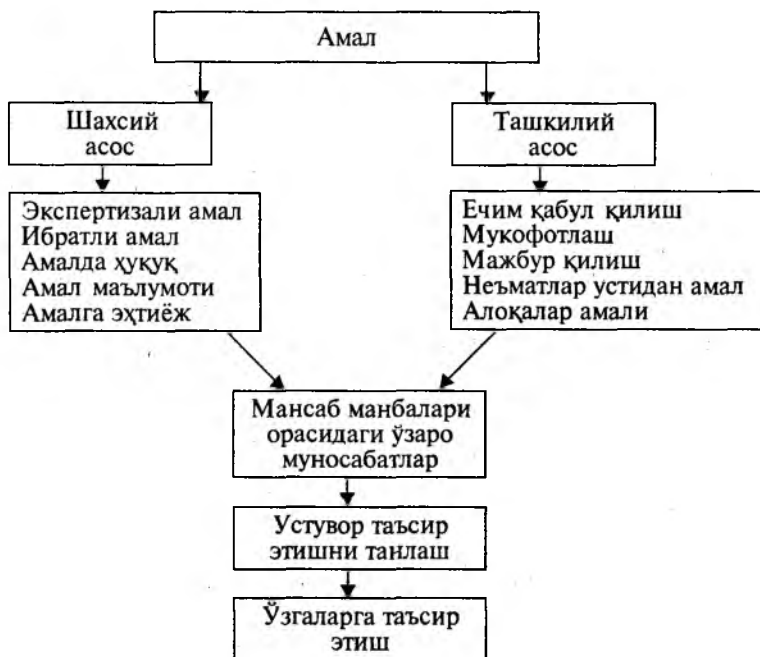 Амал
Шахсий
асос
Ташкилий
асос
Экспертизали амал
Ибратли амал
Амалда ҳуқуқ
Амал маълумоти
Амалга эҳтиёж
Ечим қабул қилиш
Мукофотлаш
Мажбур қилиш
Неъматлар устидан амал
Алоқалар амали
Мансаб манбалари
орасидаги ўзаро
муносабатлар
Устувор таъсир
этишни танлаш
Ўзгаларга таъсир
этиш